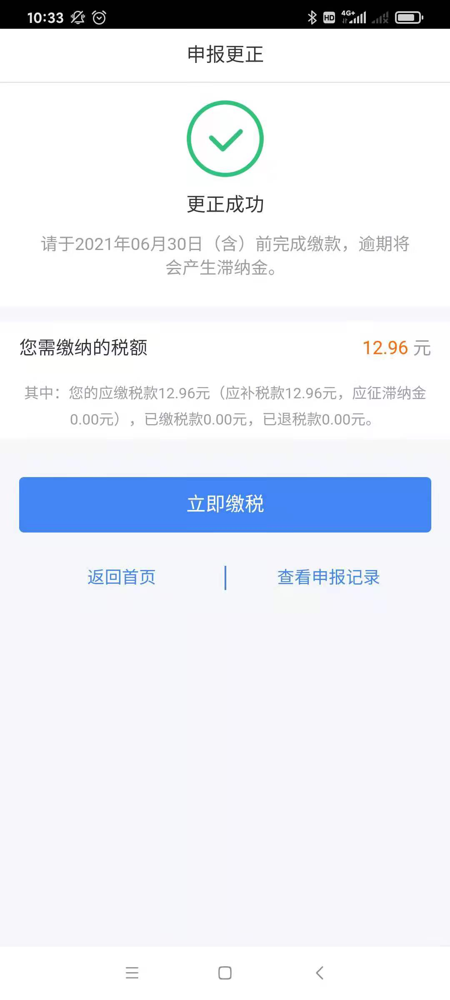 10:33
HD 4G+
申报更正
更正成功
请于2021年06月30日（含）前完成缴款，逾期将
会产生滞纳金。
您需缴纳的税额 12.96 元
其中：您的应缴税款12.96元（应补税款12.96元，应征滞纳金
0.00元），已缴税款0.00元，已退税款0.00元。
立即缴税
返回首页 查看申报记录